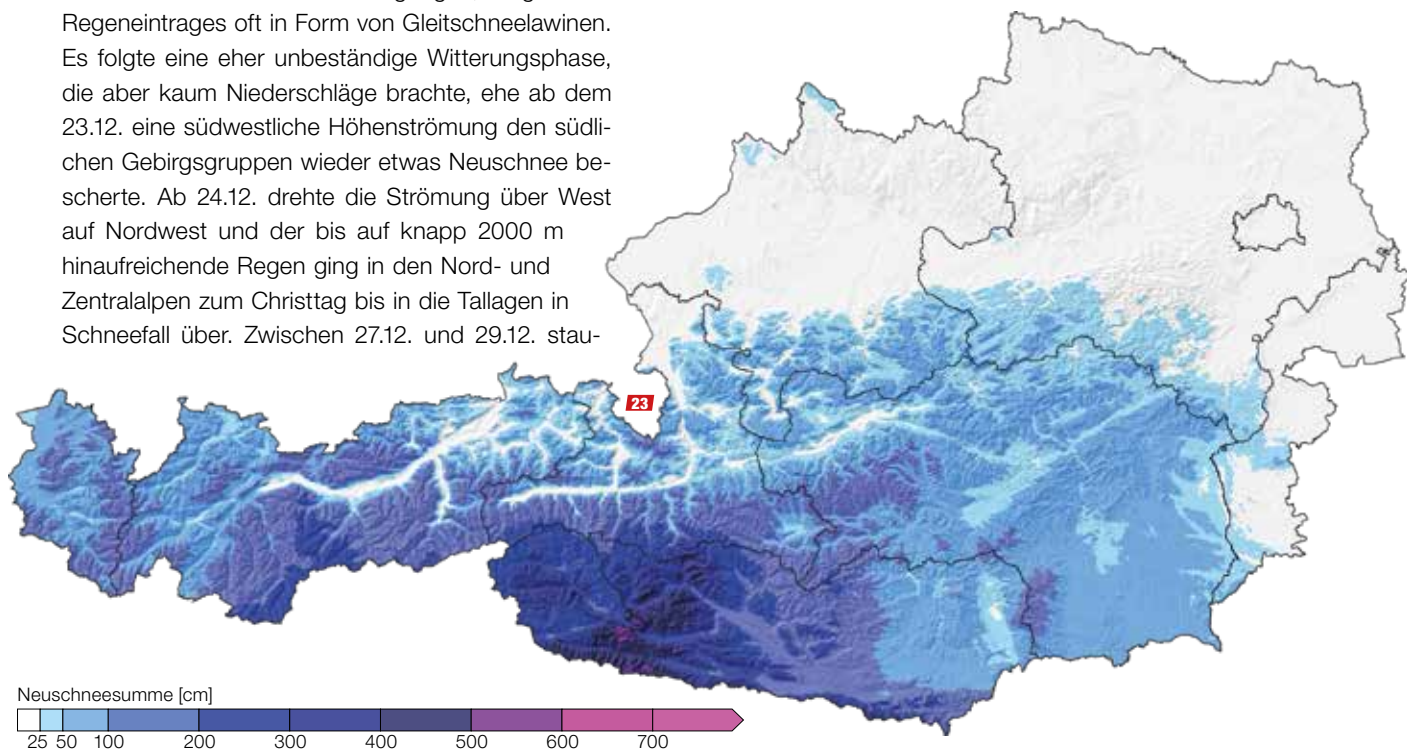 Regeneintrages oft in Form von Gleitschneelawinen.
Es folgte eine eher unbeständige Witterungsphase,
die aber kaum Niederschläge brachte, ehe ab dem
23.12. eine südwestliche Höhenströmung den südli-
chen Gebirgsgruppen wieder etwas Neuschnee be-
scherte. Ab 24.12. drehte die Strömung über West
auf Nordwest und der bis auf knapp 2000 m
hinaufreichende Regen ging in den Nord- und
Zentralalpen zum Christtag bis in die Tallagen in
Schneefall über. Zwischen 27.12. und 29.12. stau-
23
Neuschneesumme [cm]
25 50 100 200 300 400 500 600 700